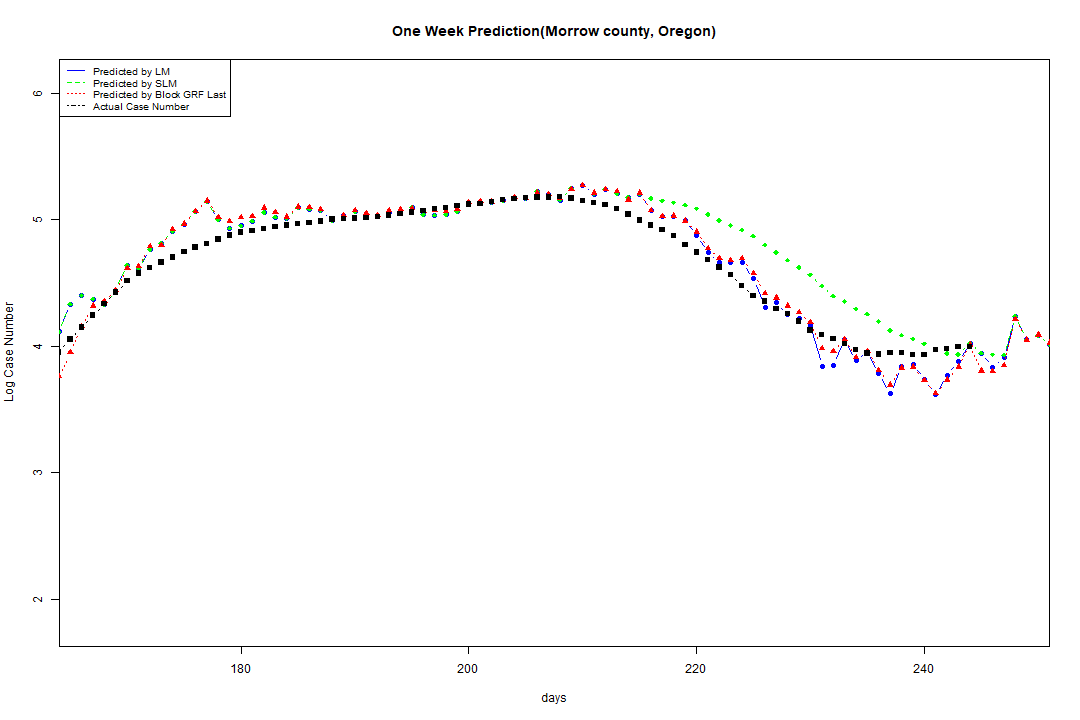 One Week Prediction(Morrow county, Oregon)
Predicted by LM
Predicted by SLM
Predicted by Block GRF Last
Actual Case Number
6
5
4
3
2
Log Case Number
180
200
220
240
days